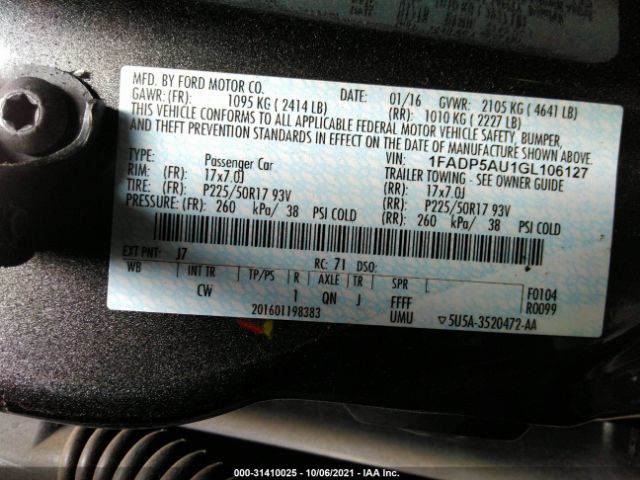 MFD. BY FORD MOTOR CO.
DATE: 01/16 GVWR: 2105 KG ( 4641 LB)
GAWR: (FR): 1095 KG ( 2414 LB) (RR): 1010 KG ( 2227 LB)
THIS VEHICLE CONFORMS TO ALL APPLICABLE FEDERAL MOTOR VEHICLE SAFETY, BUMPER,
AND THEFT PREVENTION STANDARDS IN EFFECT ON THE DATE OF MANUFACTURE SHOWN ABOVE.
VIN: 1FADP5AU1GL106127
TYPE: Passenger Car TRAILER TOWING - SEE OWNER GUIDE
RIM: (FR): 17x7.0J (RR): 17x7.0J
TIRE: (FR): P225/50R17 93V (RR): P225/50R17 93V
PRESSURE: (FR): 260 kPa/ 38 PSI COLD (RR): 260 kPa/ 38 PSI COLD
EXT PNT: J7 RC: 71 DSO:
WB INT TR TP/PS R AXLE TR SPR
CW 1 QN J FFFF F0104
201601198383 UMU ▽5U5A-3520472-AA R0099
000-31410025 - 10/06/2021 - IAA Inc.